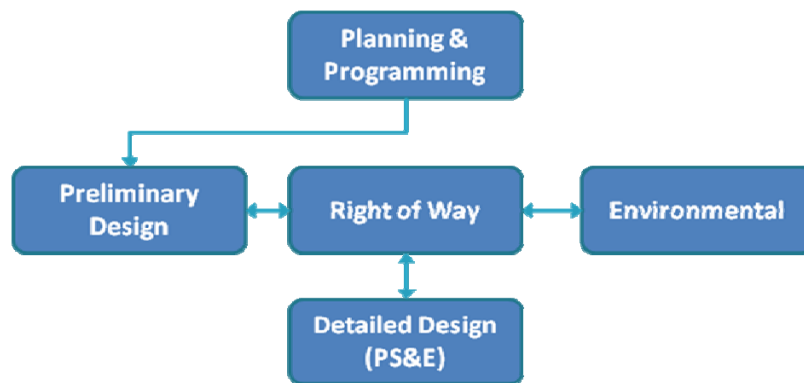 Planning &
Programming
Preliminary
Design
Right of Way
Environmental
Detailed Design
(PS&E)